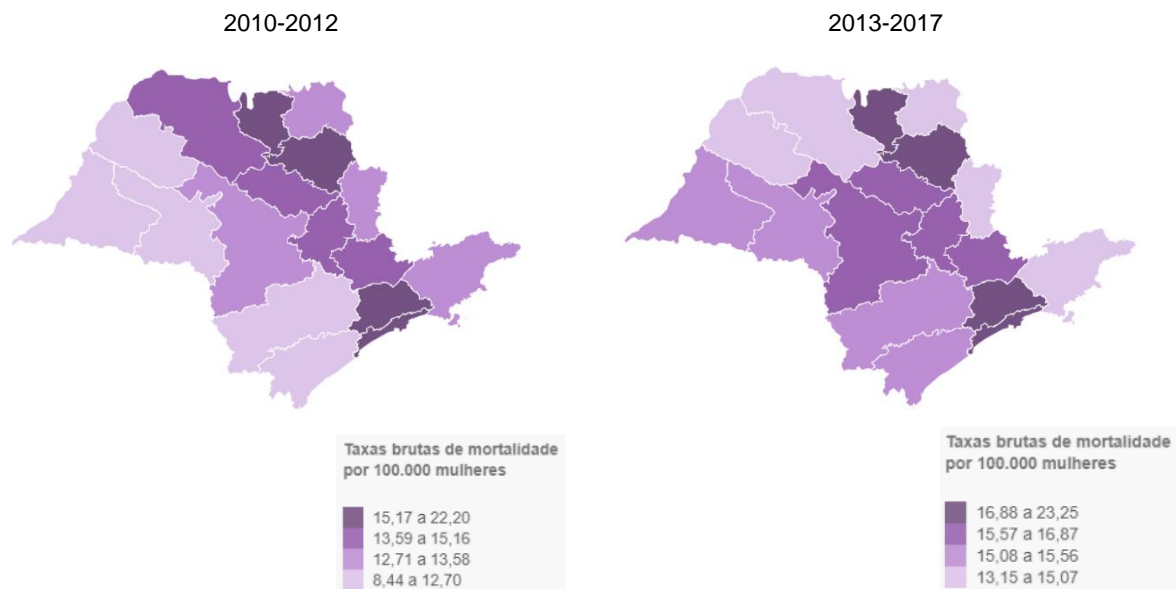 2010-2012
2013-2017
Taxas brutas de mortalidade
por 100.000 mulheres
15,17 a 22,20
13,59 a 15,16
12,71 a 13,58
8,44 a 12,70
Taxas brutas de mortalidade
por 100.000 mulheres
16,88 a 23,25
15,57 a 16,87
15,08 a 15,56
13,15 a 15,07